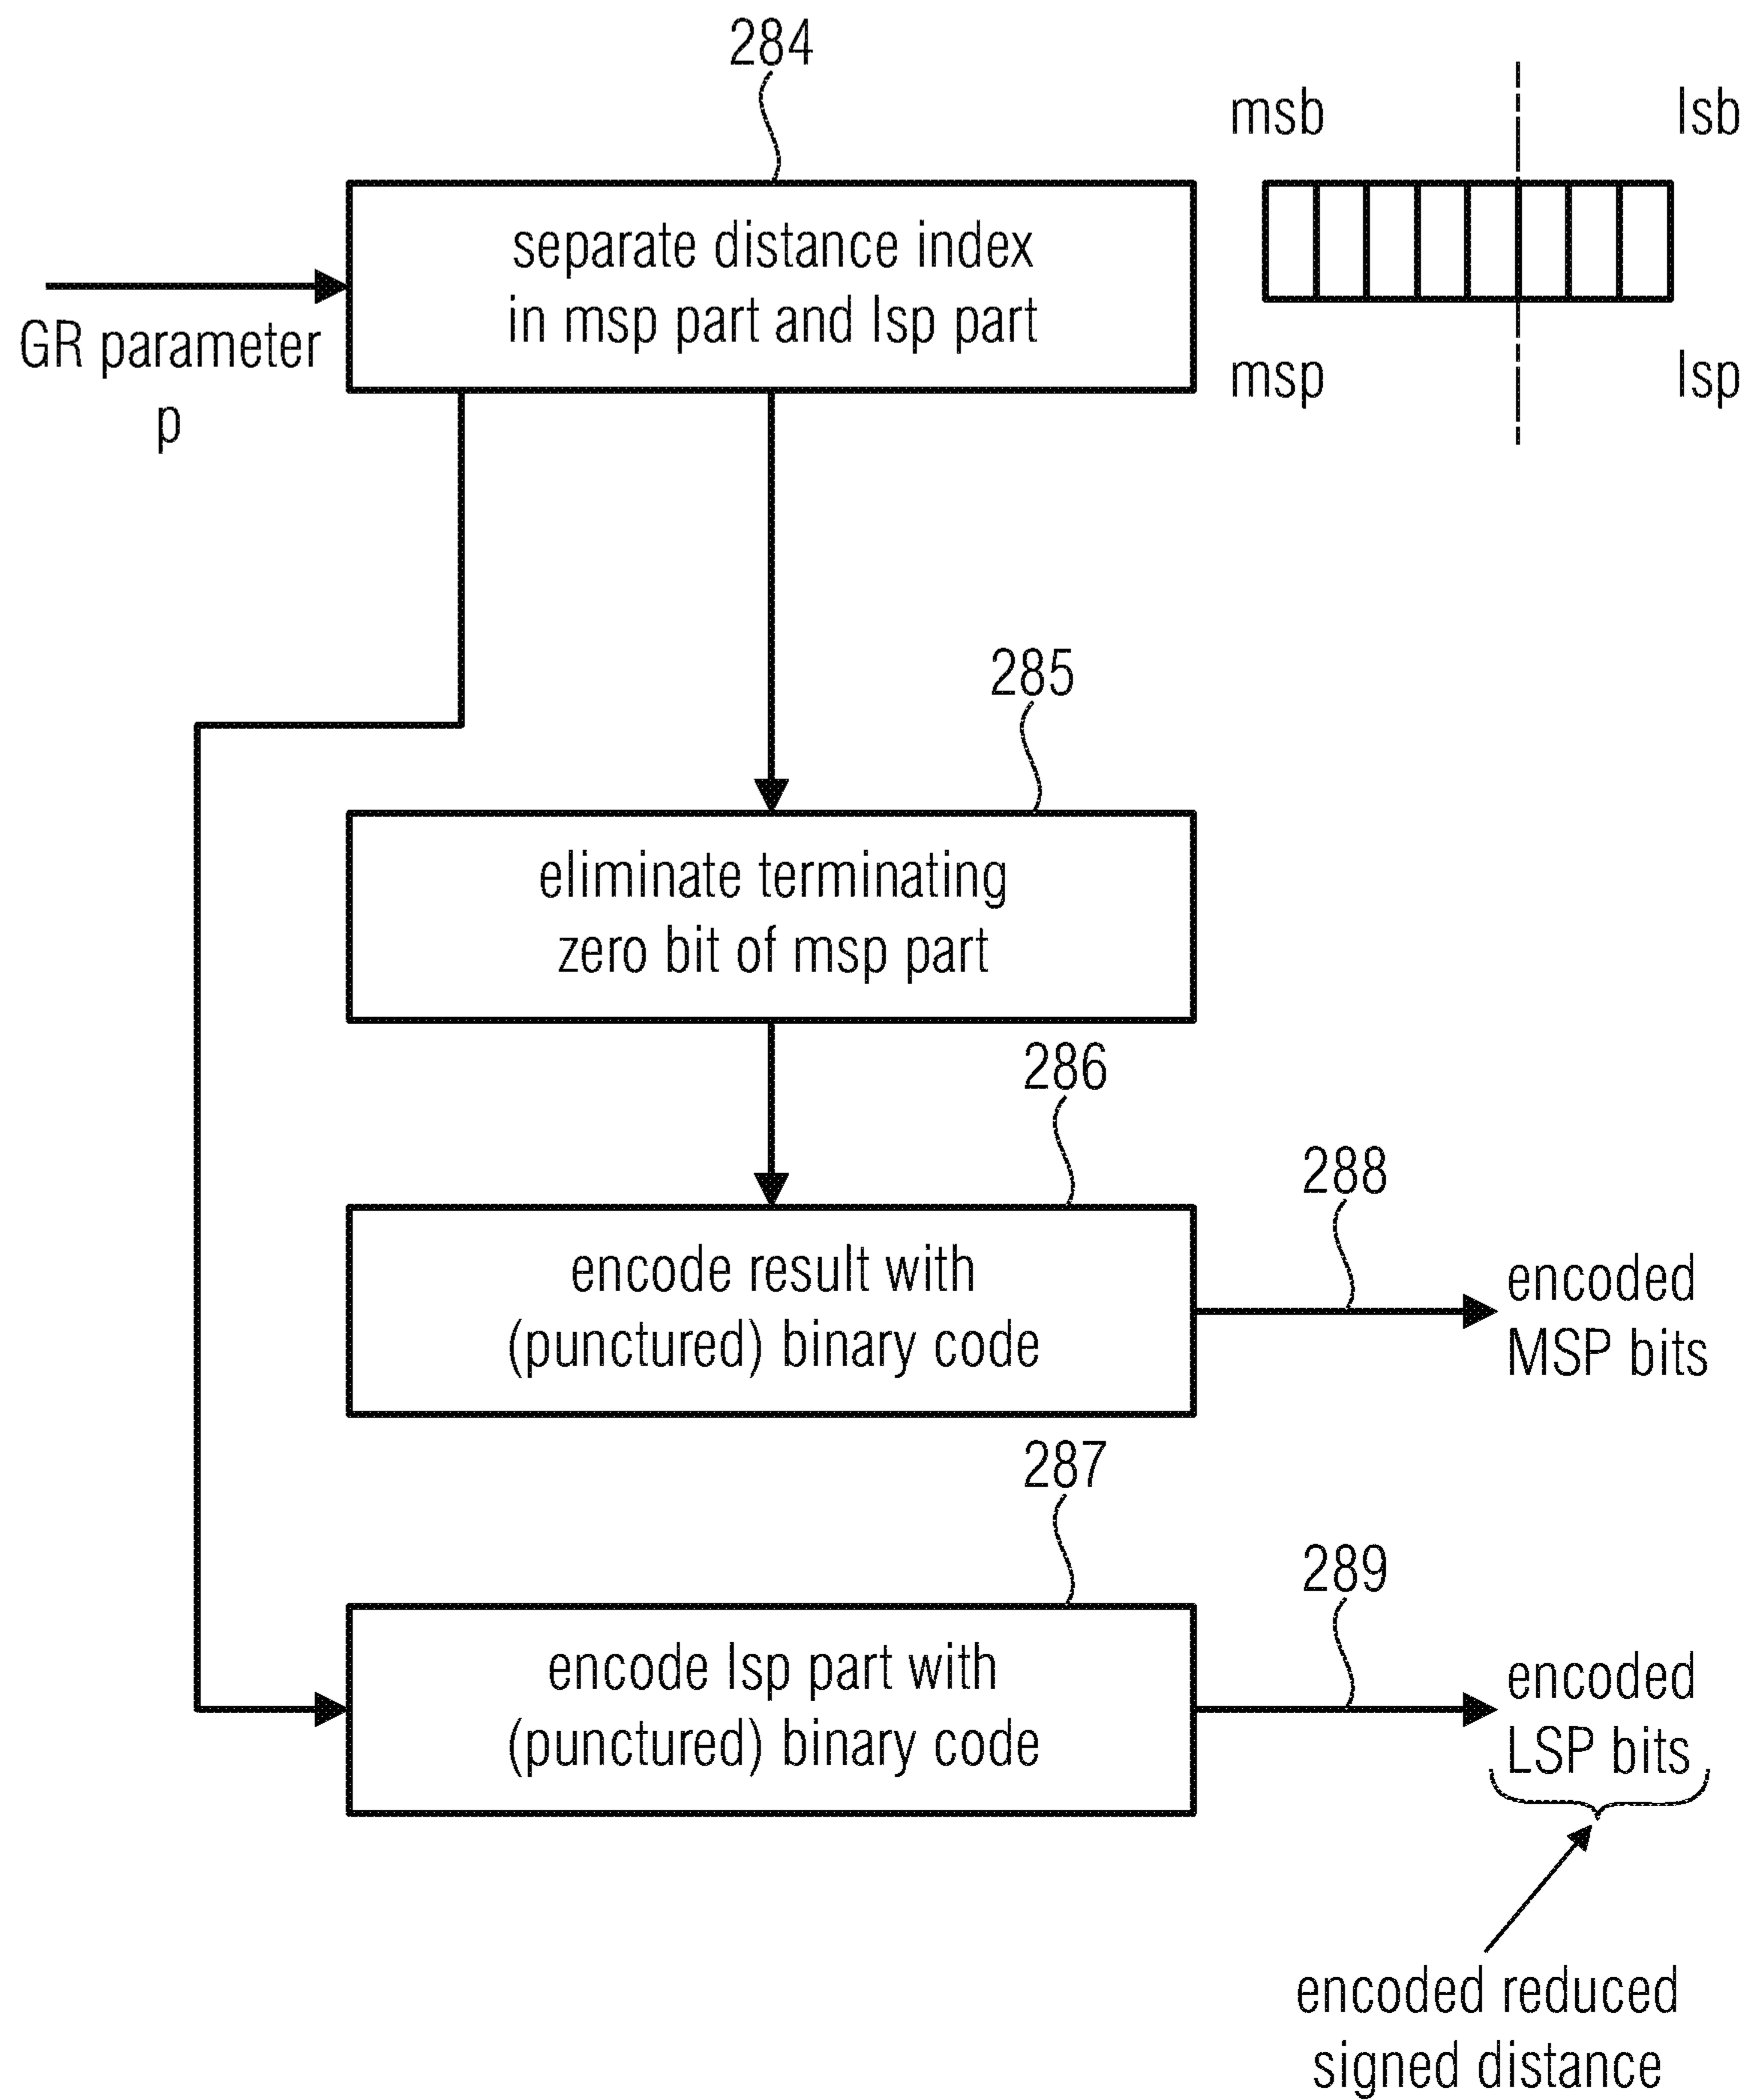 284
msb
lsb
separate distance index
in msp part and lsp part
GR parameter
p
msp
lsp
285
eliminate terminating
zero bit of msp part
286
encode result with
(punctured) binary code
288
encoded
MSP bits
287
encode lsp part with
(punctured) binary code
289
encoded
LSP bits
encoded reduced
signed distance